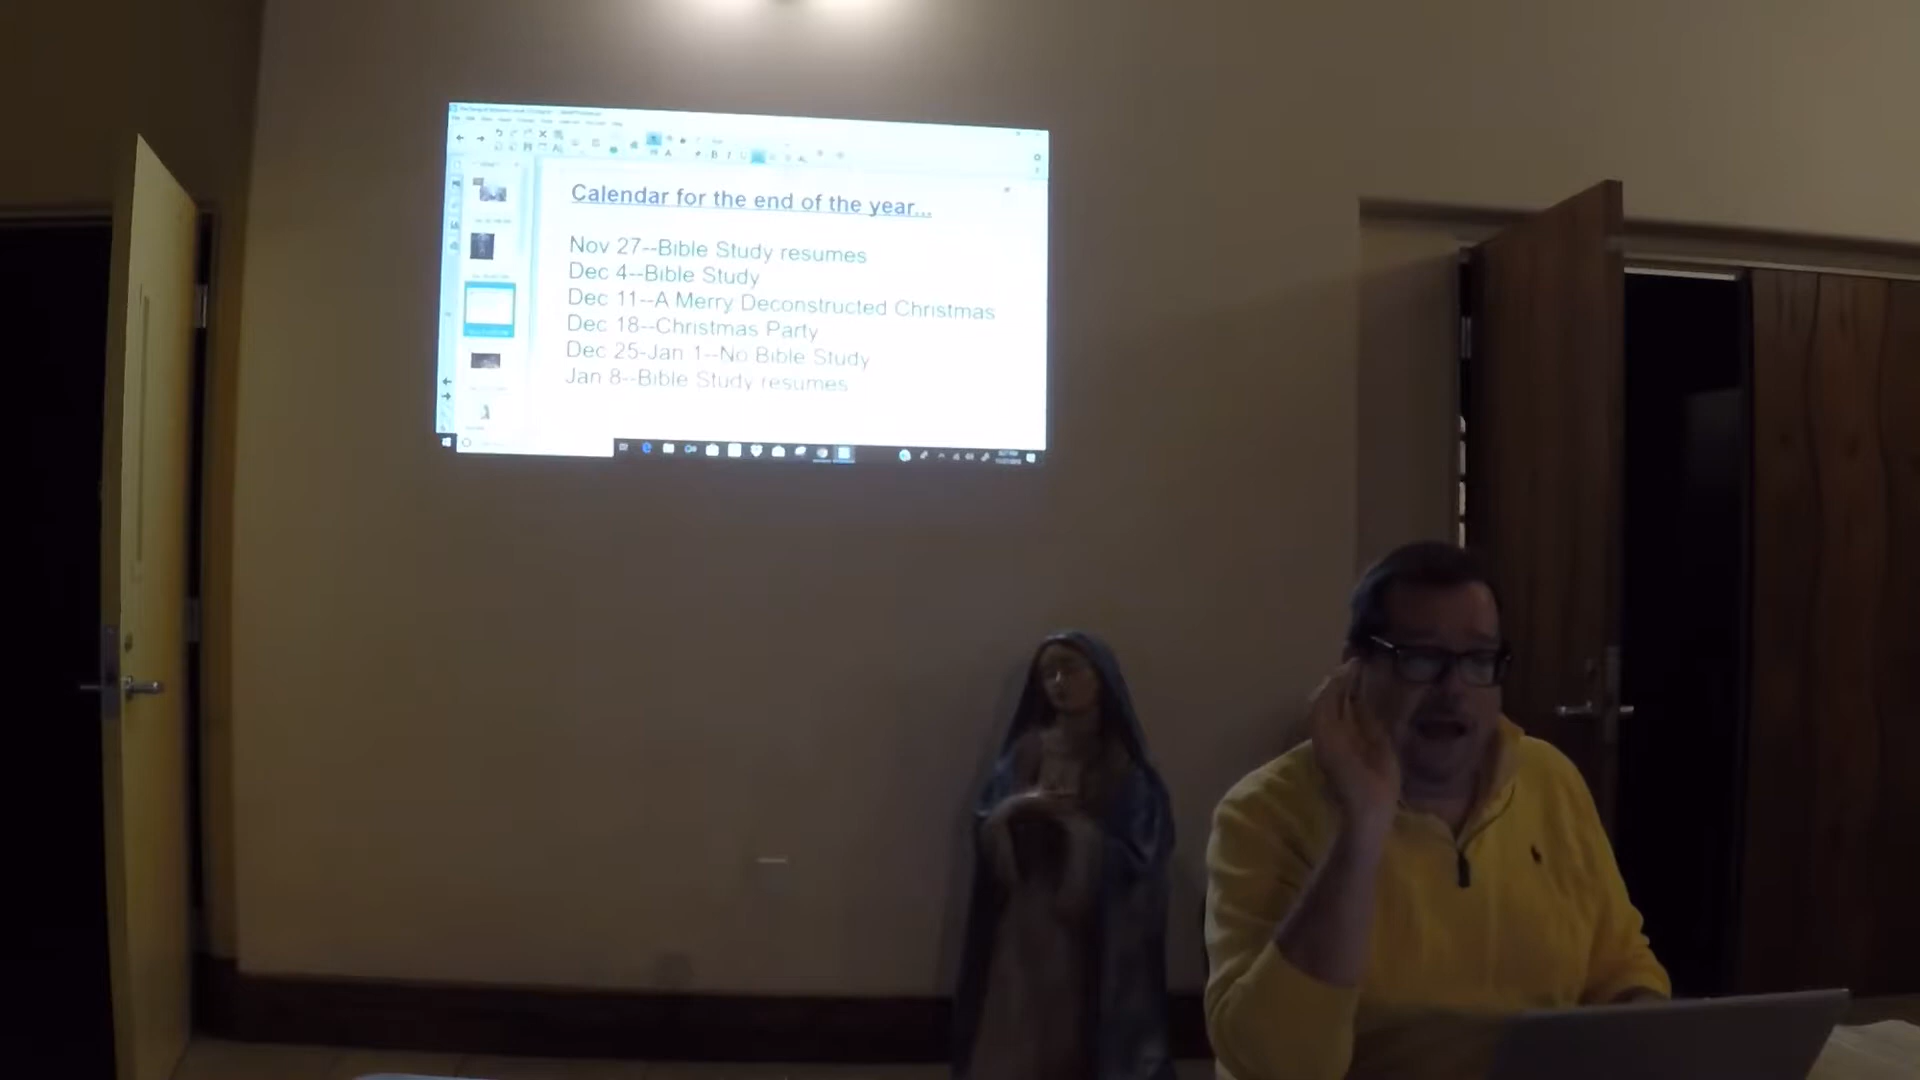 Calendar for the end of the year...
Nov 27--Bible Study resumes
Dec 4--Bible Study
Dec 11--A Merry Deconstructed Christmas
Dec 18--Christmas Party
Dec 25-Jan 1--No Bible Study
Jan 8--Bible Study resumes